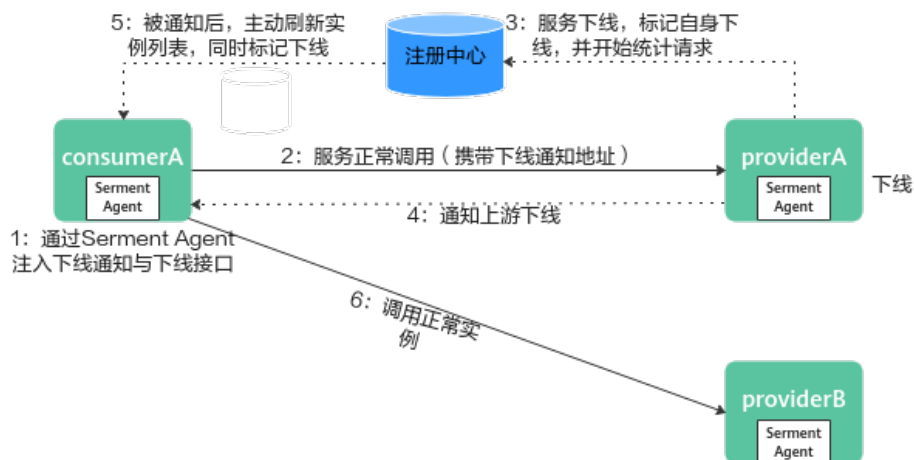 5：被通知后，主动刷新实
例列表，同时标记下线
注册中心
3：服务下线，标记自身下
线，并开始统计请求
consumerA
Serment
Agent
2：服务正常调用（携带下线通知地址）
providerA
Serment
Agent
下线
4：通知上游下线
1：通过Serment Agent
注入下线通知与下线接口
6：调用正常实
例
providerB
Serment
Agent